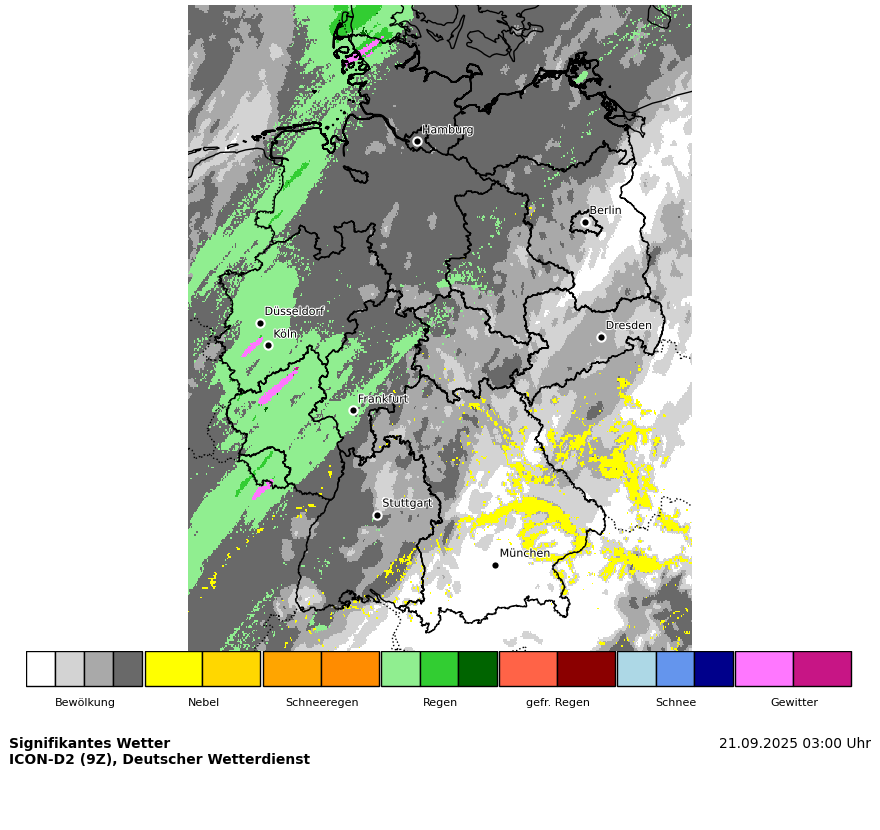 Hamburg
Berlin
Düsseldorf
Köln
Dresden
Frankfurt
Stuttgart
München
Bewölkung Nebel Schneeregen Regen gefr. Regen Schnee Gewitter
Signifikantes Wetter 21.09.2025 03:00 Uhr
ICON-D2 (9Z), Deutscher Wetterdienst